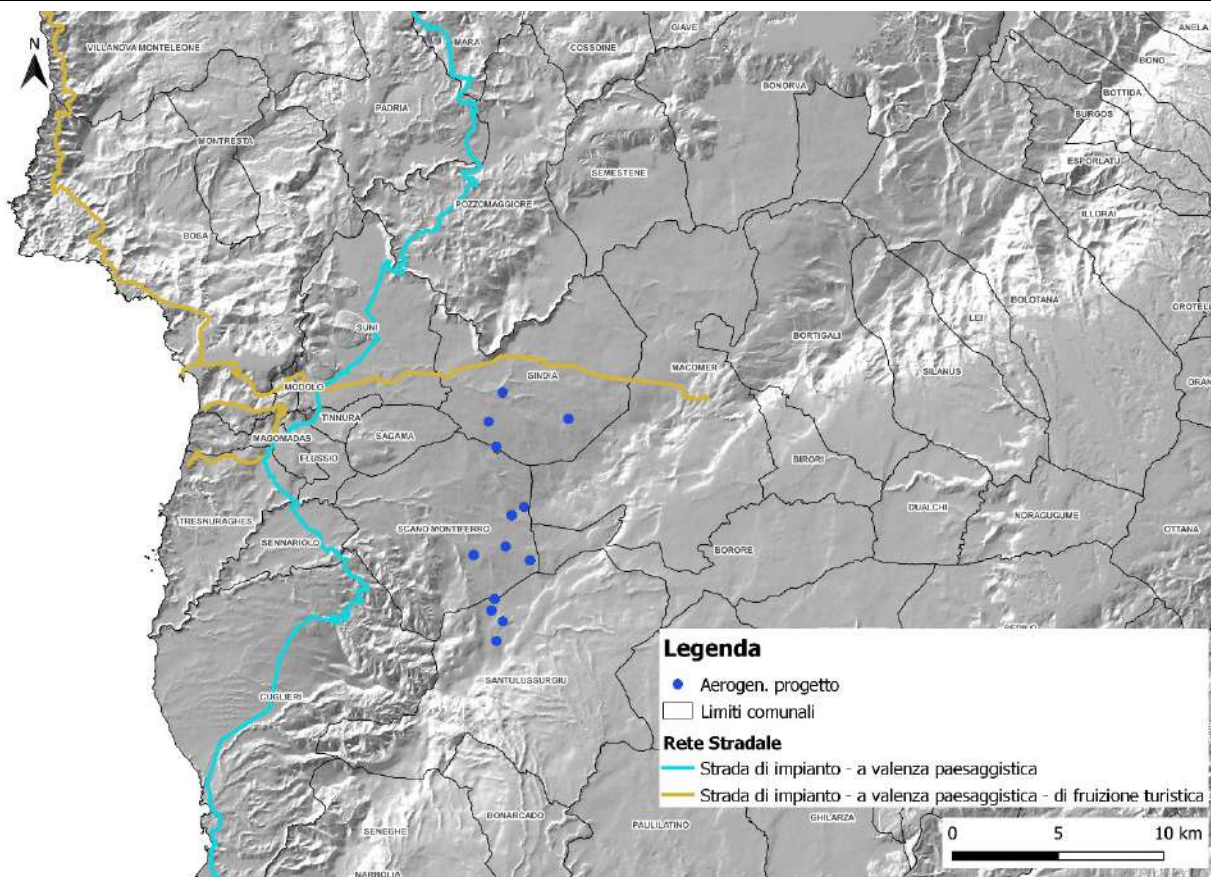 ANELA
GIAVE
N
MARA
VILLANOVA MONTELEONE
COSSOINE
BONO
BONORVA
BOTTIDA
PADRIA
BURGOS
MONTRESTA
ESPORLATU
SEMESTENE
POZZOMAGGIORE
ILLORAI
BOSA
BOLOTANA
OROTELL
LEI
SUNI
BORTIGALI
MACOMER
SINDIA
SILANUS
ORAN
MODOLO
TINNURA
SAGAMA
MAGOMADAS
FLUSSIO
BIRORI
DUALCHI
NORAGUGUME
TRESNURAGHES
SCANO MONTIFERRO
OTTANA
SENNARIOLO
BORORE
Legenda
SANTULUSSURGIU
Aerogen. progetto
CUGLIERI
Limiti comunali
Rete Stradale
Strada di impianto - a valenza paesaggistica
Strada di impianto - a valenza paesaggistica - di fruizione turistica
BONARCADO
GHILARZA
PAULILATINO
SENEGHE
0 5 10 km
NARBOLIA